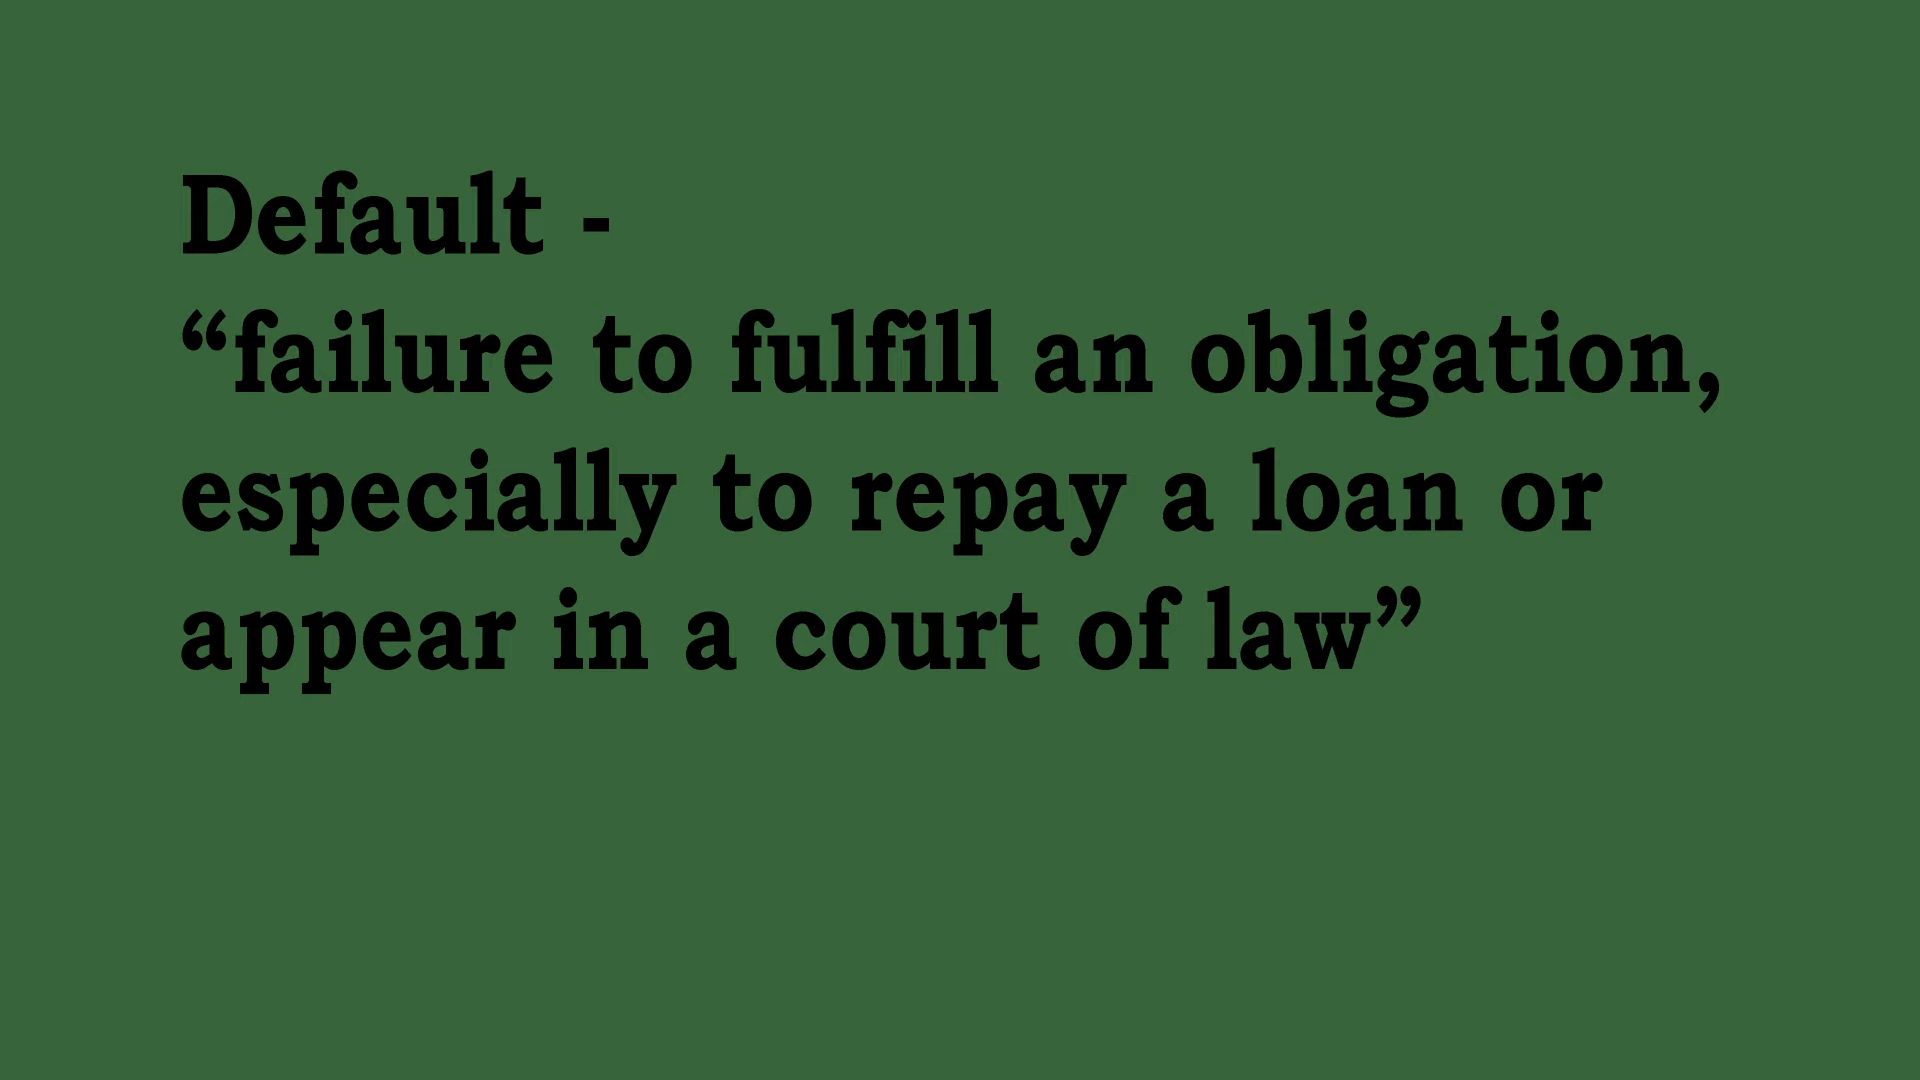 Default -
“failure to fulfill an obligation,
especially to repay a loan or
appear in a court of law”